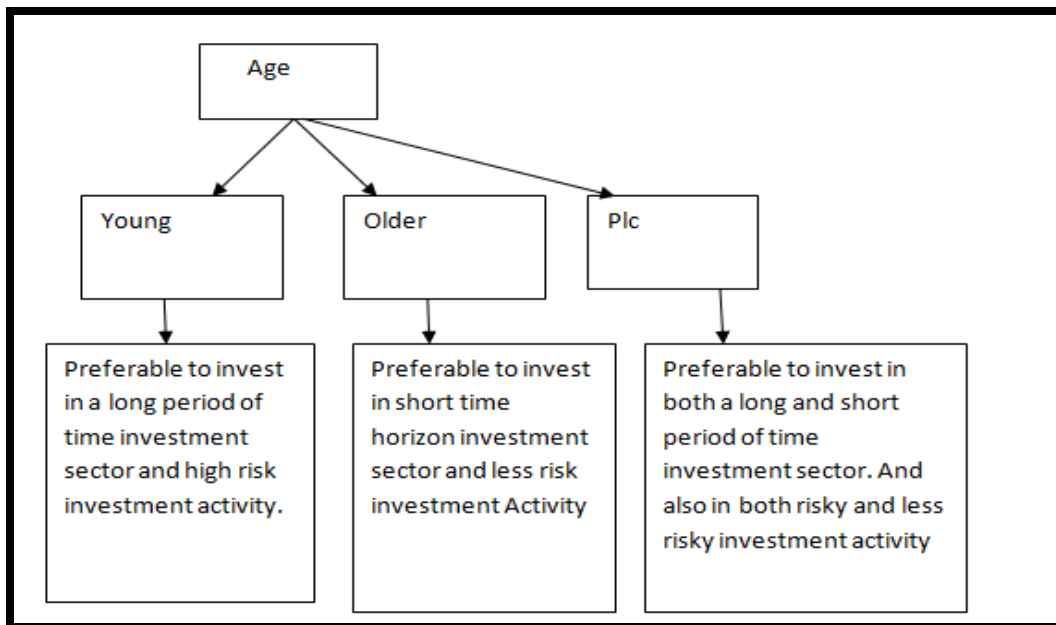 Age
Young
Older
Plc
Preferable to invest
in a long period of
time investment
sector and high risk
investment activity.
Preferable to invest
in short time
horizon investment
sector and less risk
investment Activity
Preferable to invest in
both a long and short
period of time
investment sector. And
also in both risky and less
risky investment activity